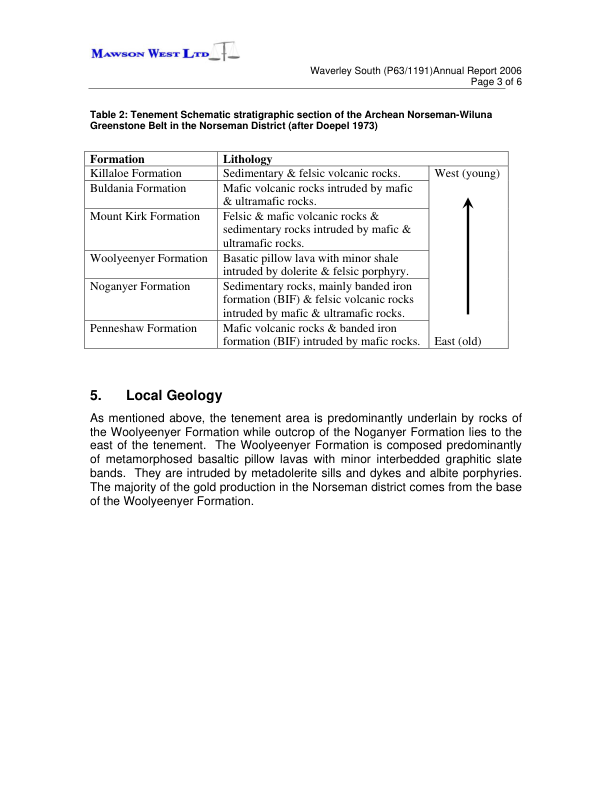 MAWSON WEST LTD
Waverley South (P63/1191)Annual Report 2006
Page 3 of 6
Table 2: Tenement Schematic stratigraphic section of the Archean Norseman-Wiluna
Greenstone Belt in the Norseman District (after Doepel 1973)
Formation Lithology
Killaloe Formation Sedimentary & felsic volcanic rocks. West (young)
Buldania Formation Mafic volcanic rocks intruded by mafic
& ultramafic rocks.
Mount Kirk Formation Felsic & mafic volcanic rocks &
sedimentary rocks intruded by mafic &
ultramafic rocks.
Woolyeenyer Formation Basatic pillow lava with minor shale
intruded by dolerite & felsic porphyry.
Noganyer Formation Sedimentary rocks, mainly banded iron
formation (BIF) & felsic volcanic rocks
intruded by mafic & ultramafic rocks.
Penneshaw Formation Mafic volcanic rocks & banded iron
formation (BIF) intruded by mafic rocks. East (old)
5. Local Geology
As mentioned above, the tenement area is predominantly underlain by rocks of
the Woolyeenyer Formation while outcrop of the Noganyer Formation lies to the
east of the tenement. The Woolyeenyer Formation is composed predominantly
of metamorphosed basaltic pillow lavas with minor interbedded graphitic slate
bands. They are intruded by metadolerite sills and dykes and albite porphyries.
The majority of the gold production in the Norseman district comes from the base
of the Woolyeenyer Formation.